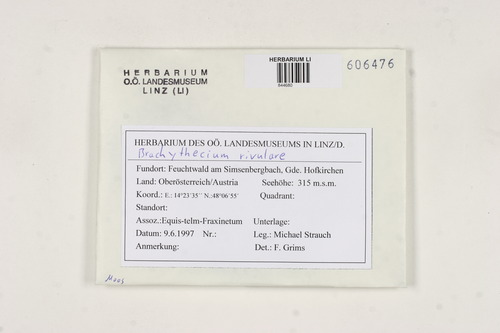 HERBARIUM
O.Ö. LANDESMUSEUM
LINZ (LI)
HERBARIUM LI
944680
606476
HERBARIUM DES OÖ. LANDESMUSEUMS IN LINZ/D.
Brachythecium rivulare
Fundort: Feuchtwald am Simsenbergbach, Gde. Hofkirchen
Land: Oberösterreich/Austria Seehöhe: 315 m.s.m.
Koord.: E.: 14°23´35´´ N.:48°06´55´ Quadrant:
Standort:
Assoz.:Equis-telm-Fraxinetum Unterlage:
Datum: 9.6.1997 Nr.: Leg.: Michael Strauch
Anmerkung: Det.: F. Grims
Moos